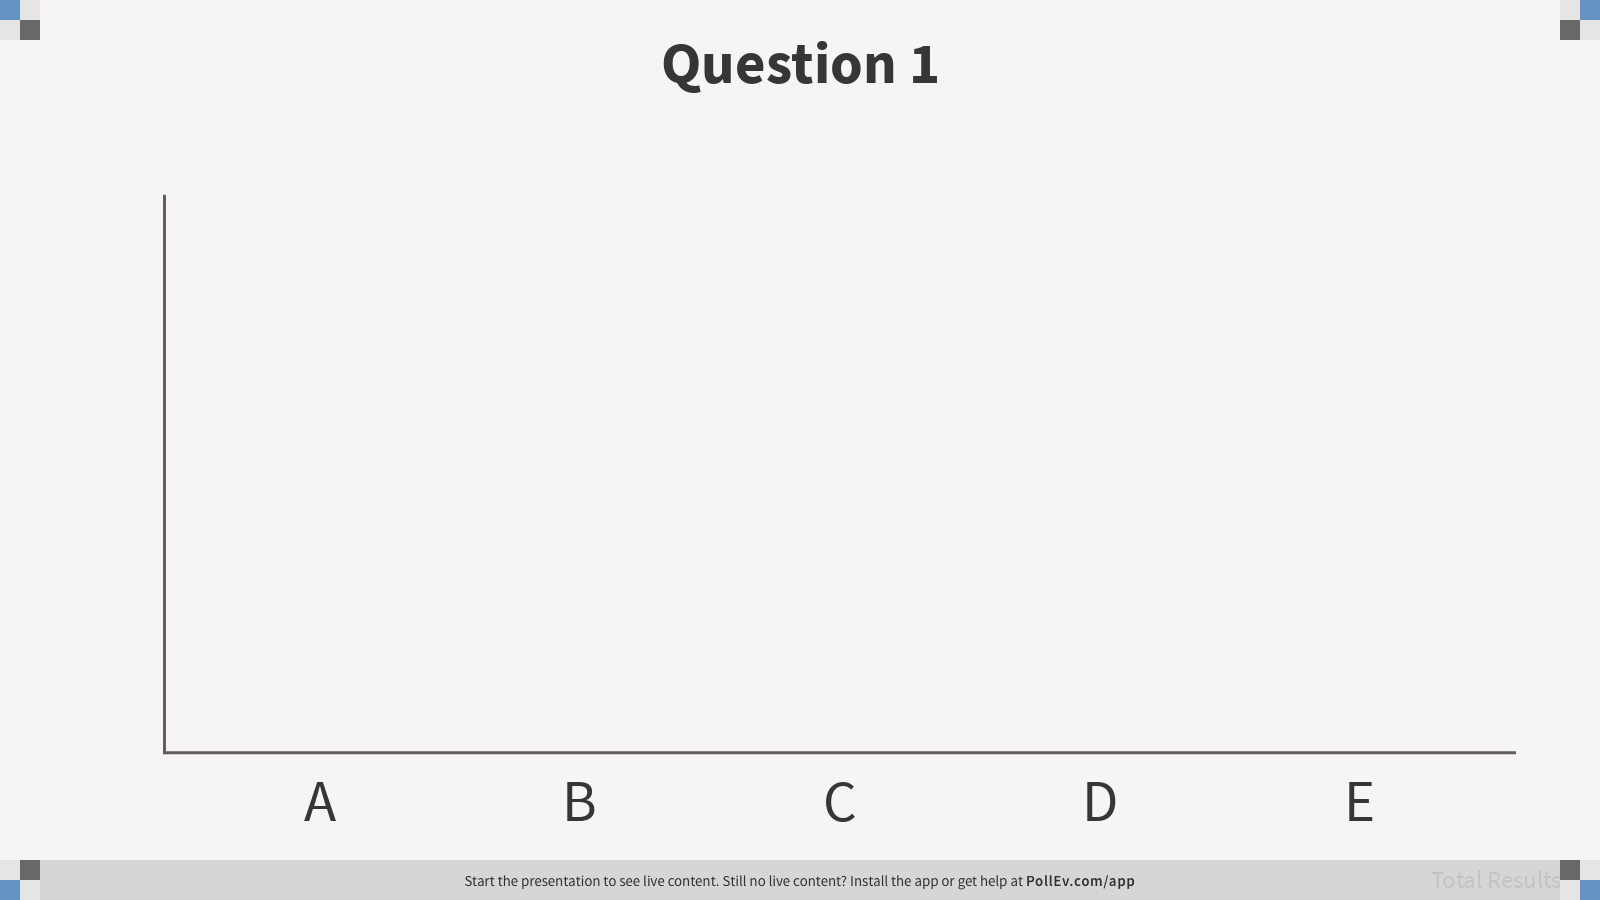 Question 1
A B C D E
Start the presentation to see live content. Still no live content? Install the app or get help at PollEv.com/app
Total Results